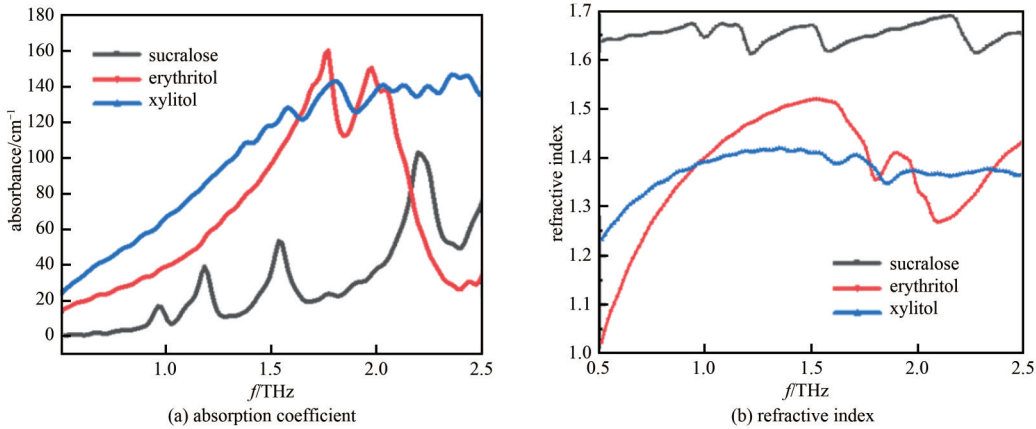 180
160
140
120
100
80
60
40
20
0
absorbance/cm⁻¹
sucralose
erythritol
xylitol
1.0 1.5 2.0 2.5
f/THz
(a) absorption coefficient
1.7
1.6
1.5
1.4
1.3
1.2
1.1
1.0
refractive index
sucralose
erythritol
xylitol
0.5 1.0 1.5 2.0 2.5
f/THz
(b) refractive index